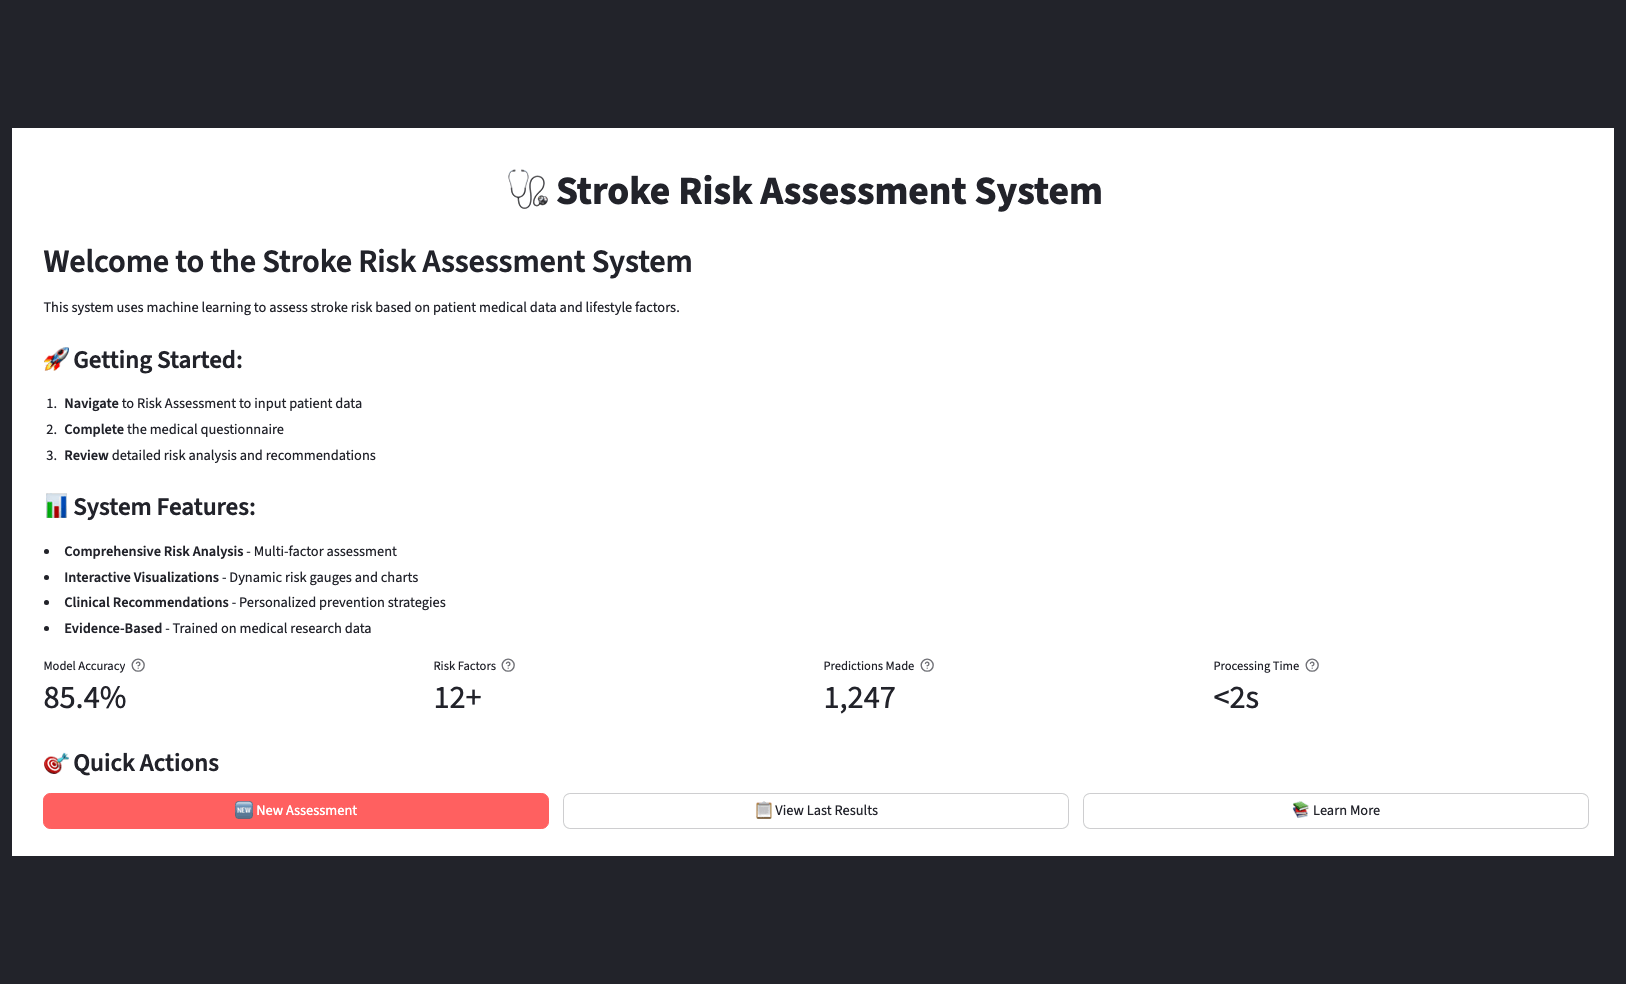 Stroke Risk Assessment System
Welcome to the Stroke Risk Assessment System
This system uses machine learning to assess stroke risk based on patient medical data and lifestyle factors.
Getting Started:
1. Navigate to Risk Assessment to input patient data
2. Complete the medical questionnaire
3. Review detailed risk analysis and recommendations
System Features:
• Comprehensive Risk Analysis - Multi-factor assessment
• Interactive Visualizations - Dynamic risk gauges and charts
• Clinical Recommendations - Personalized prevention strategies
• Evidence-Based - Trained on medical research data
Model Accuracy ? Risk Factors ? Predictions Made ? Processing Time ?
85.4% 12+ 1,247 <2s
Quick Actions
NEW New Assessment View Last Results Learn More